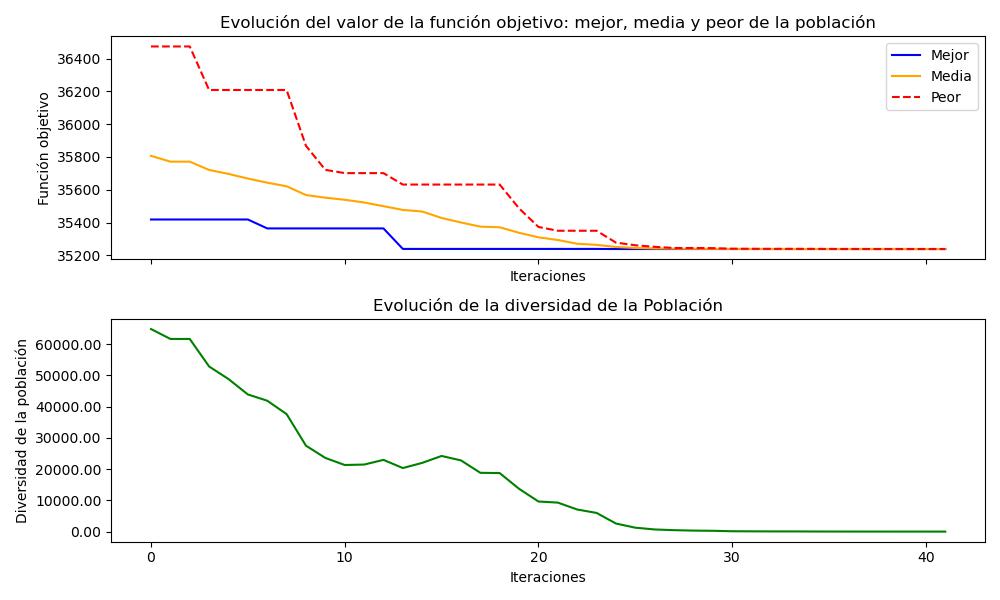 Evolución del valor de la función objetivo: mejor, media y peor de la población
Función objetivo
36400
36200
36000
35800
35600
35400
35200
Mejor
Media
Peor
Iteraciones
Evolución de la diversidad de la Población
Diversidad de la población
60000.00
50000.00
40000.00
30000.00
20000.00
10000.00
0.00
0
10
20
30
40
Iteraciones